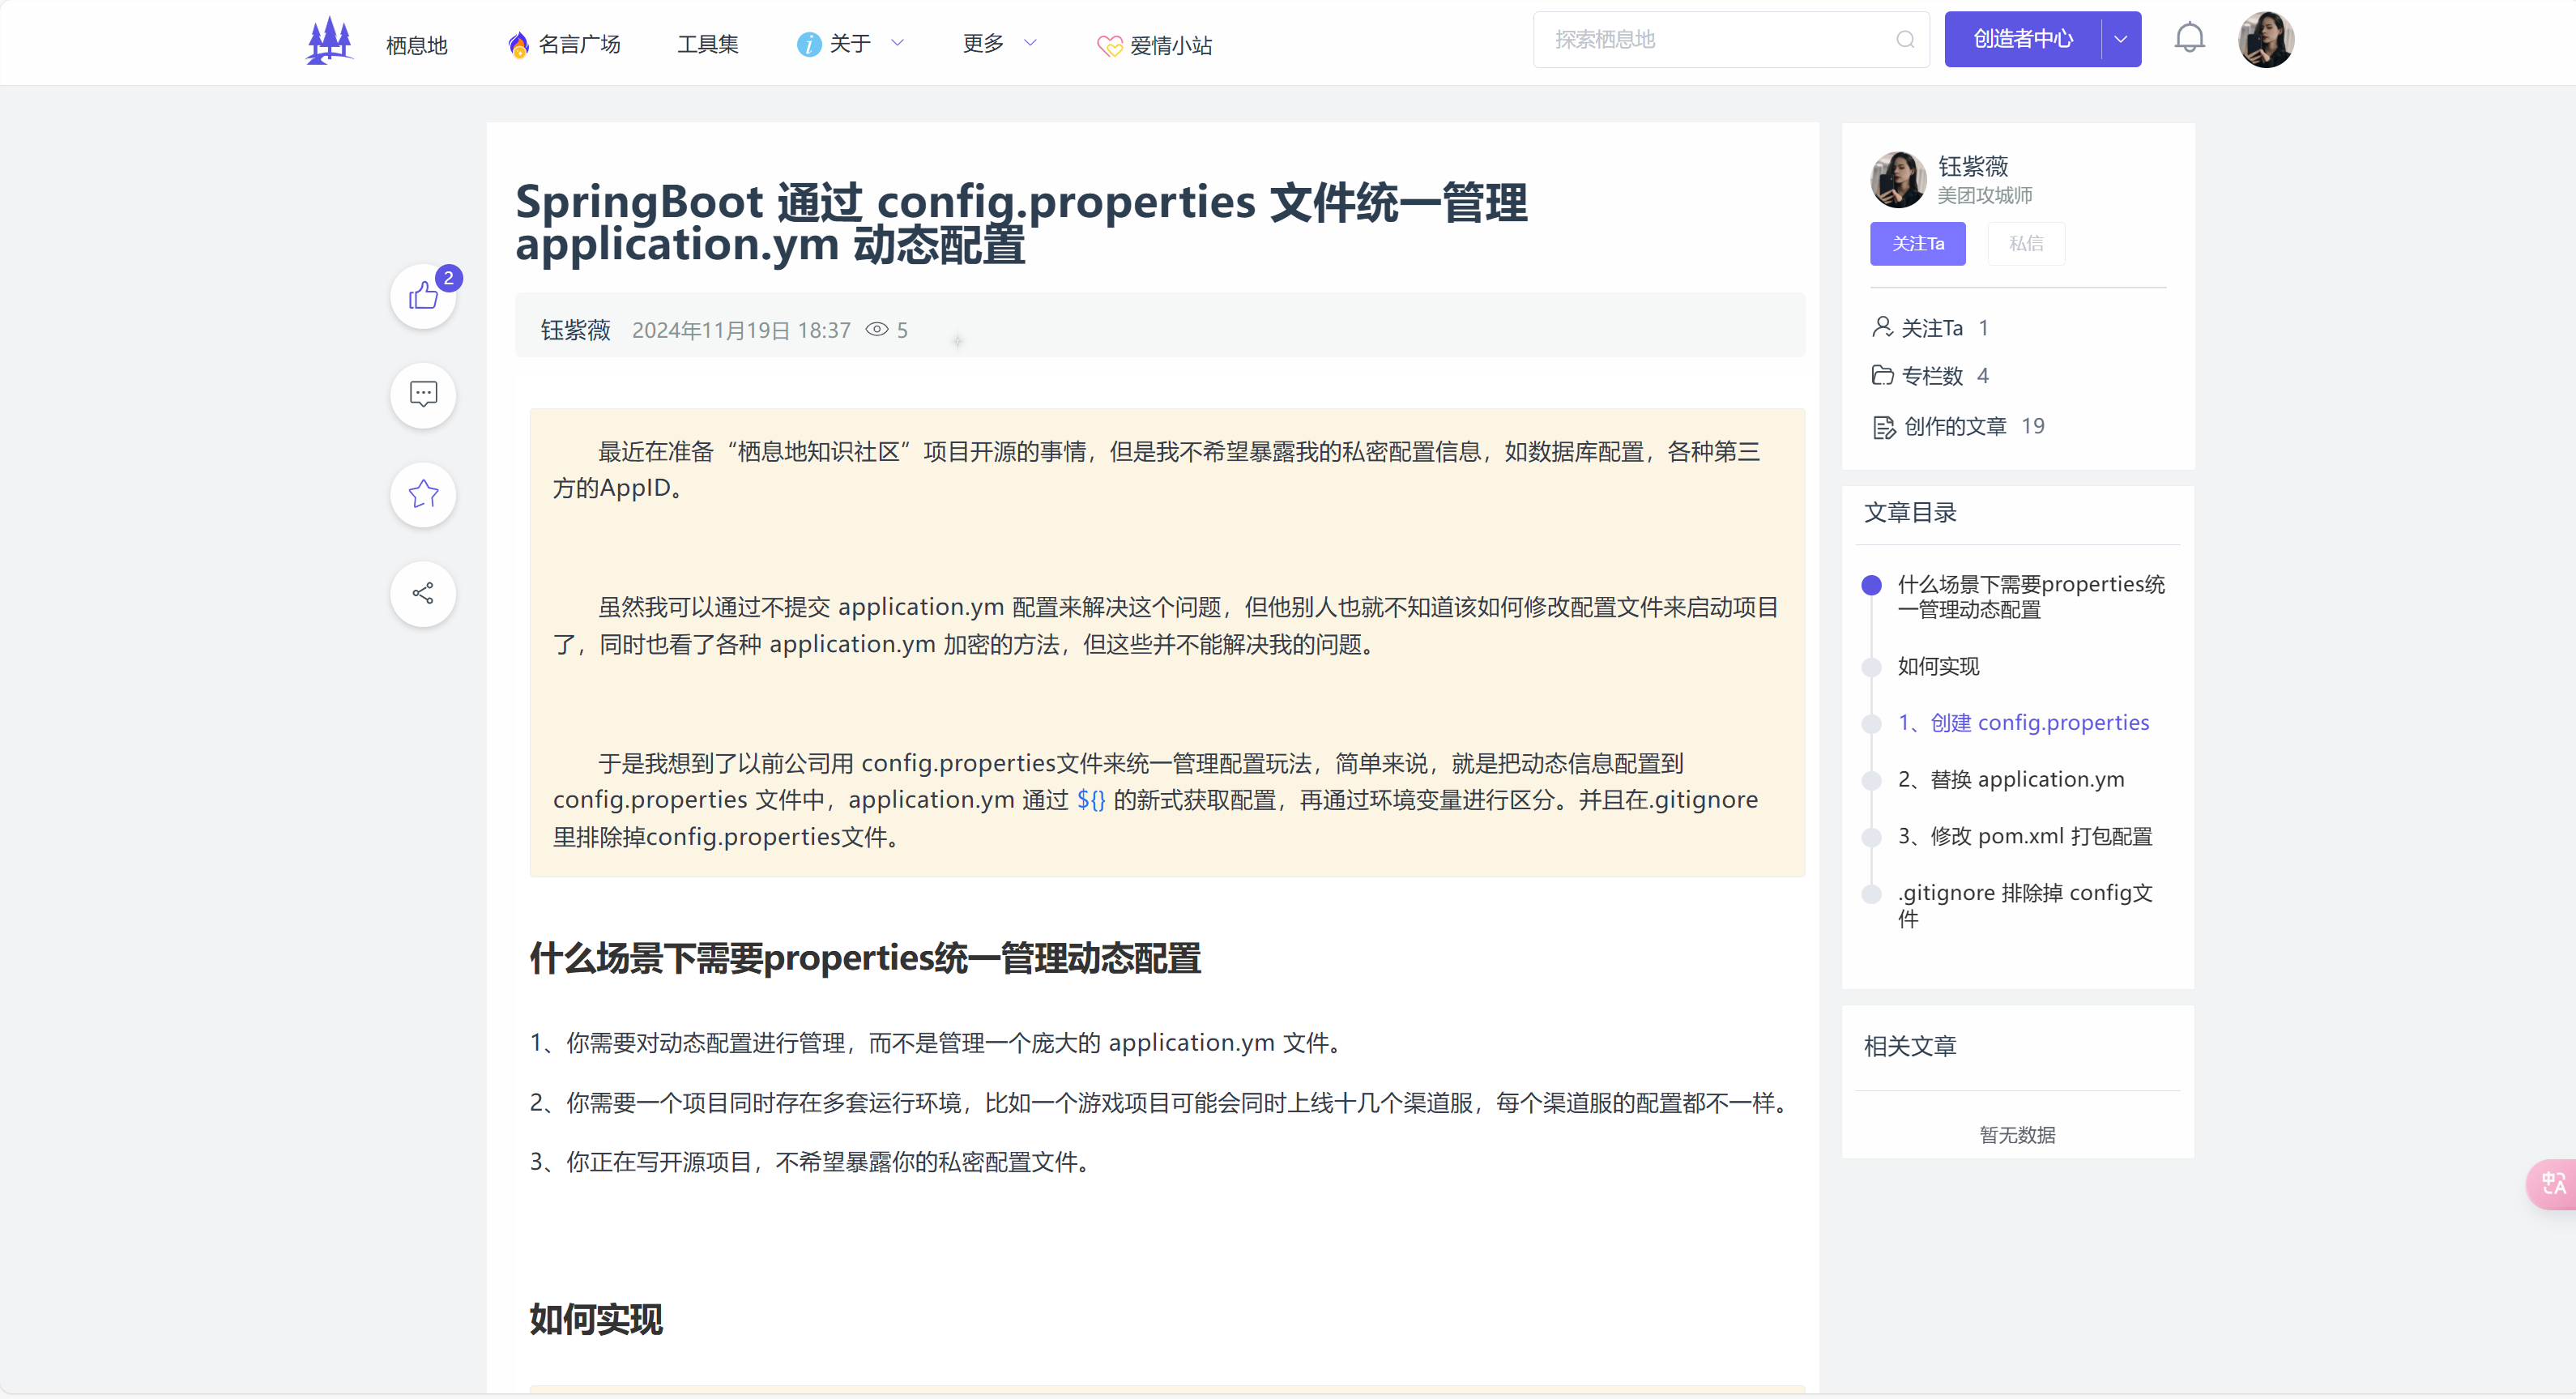 栖息地
名言广场
工具集
关于
更多
爱情小站
探索栖息地
创造者中心
SpringBoot 通过 config.properties 文件统一管理
application.ym 动态配置
2
钰紫薇 2024年11月19日 18:37 5
最近在准备“栖息地知识社区”项目开源的事情，但是我不希望暴露我的私密配置信息，如数据库配置，各种第三
方的AppID。
虽然我可以通过不提交 application.ym 配置来解决这个问题，但他别人也就不知道该如何修改配置文件来启动项目
了，同时也看了各种 application.ym 加密的方法，但这些并不能解决我的问题。
于是我想到了以前公司用 config.properties文件来统一管理配置玩法，简单来说，就是把动态信息配置到
config.properties 文件中，application.ym 通过 ${} 的新式获取配置，再通过环境变量进行区分。并且在.gitignore
里排除掉config.properties文件。
什么场景下需要properties统一管理动态配置
1、你需要对动态配置进行管理，而不是管理一个庞大的 application.ym 文件。
2、你需要一个项目同时存在多套运行环境，比如一个游戏项目可能会同时上线十几个渠道服，每个渠道服的配置都不一样。
3、你正在写开源项目，不希望暴露你的私密配置文件。
如何实现
钰紫薇
美团攻城师
关注Ta
私信
关注Ta 1
专栏数 4
创作的文章 19
文章目录
什么场景下需要properties统
一管理动态配置
如何实现
1、创建 config.properties
2、替换 application.ym
3、修改 pom.xml 打包配置
.gitignore 排除掉 config文
件
相关文章
暂无数据